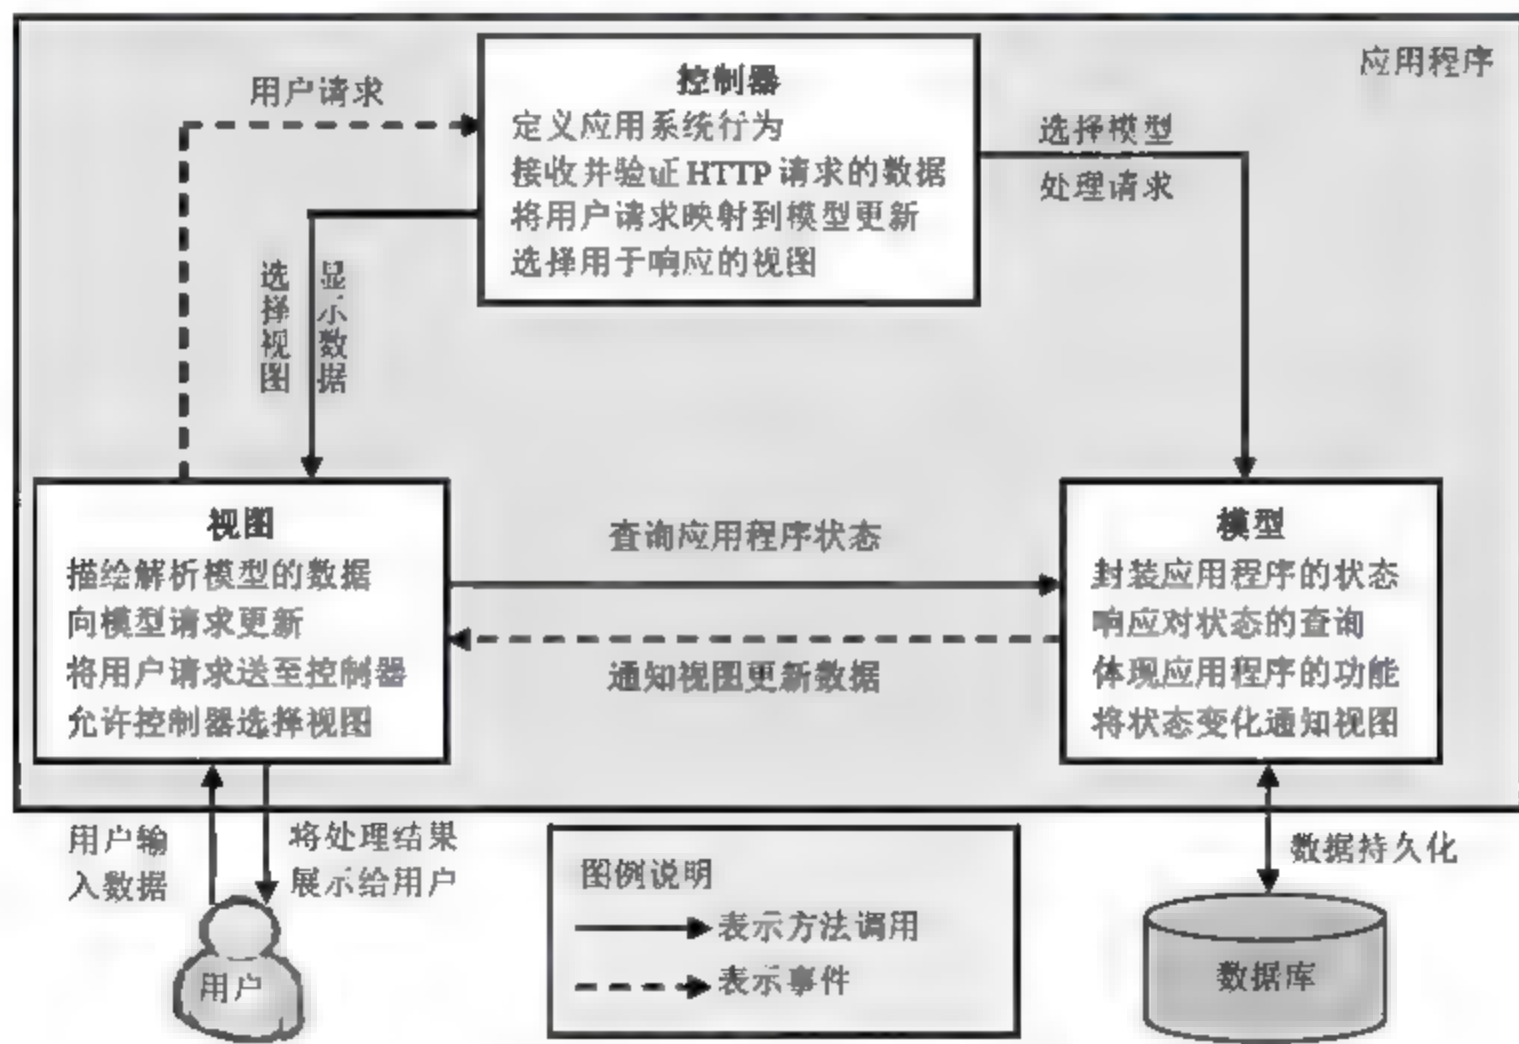 应用程序
控制器
定义应用系统行为
接收并验证HTTP请求的数据
将用户请求映射到模型更新
选择用于响应的视图
用户请求
选择模型
处理请求
选择视图
显示数据
视图
描绘解析模型的数据
向模型请求更新
将用户请求送至控制器
允许控制器选择视图
查询应用程序状态
通知视图更新数据
模型
封装应用程序的状态
响应对状态的查询
体现应用程序的功能
将状态变化通知视图
用户输
入数据
将处理结果
展示给用户
用户
图例说明
表示方法调用
表示事件
数据持久化
数据库